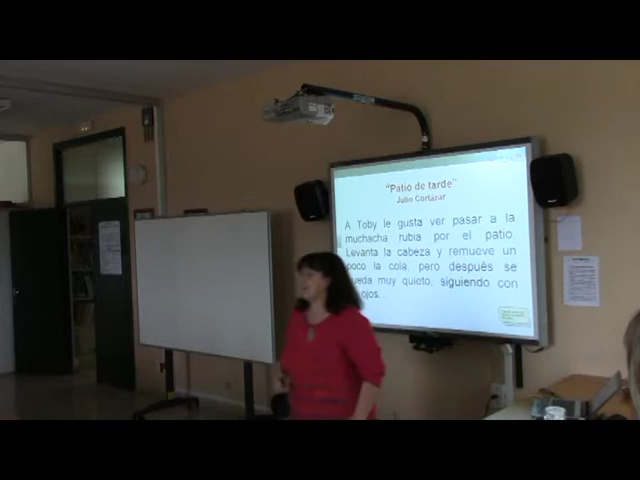 “Patio de tarde”
Julio Cortázar
A Toby le gusta ver pasar a la
muchacha rubia por el patio.
Levanta la cabeza y remueve un
poco la cola, pero después se
queda muy quieto, siguiendo con
ojos...